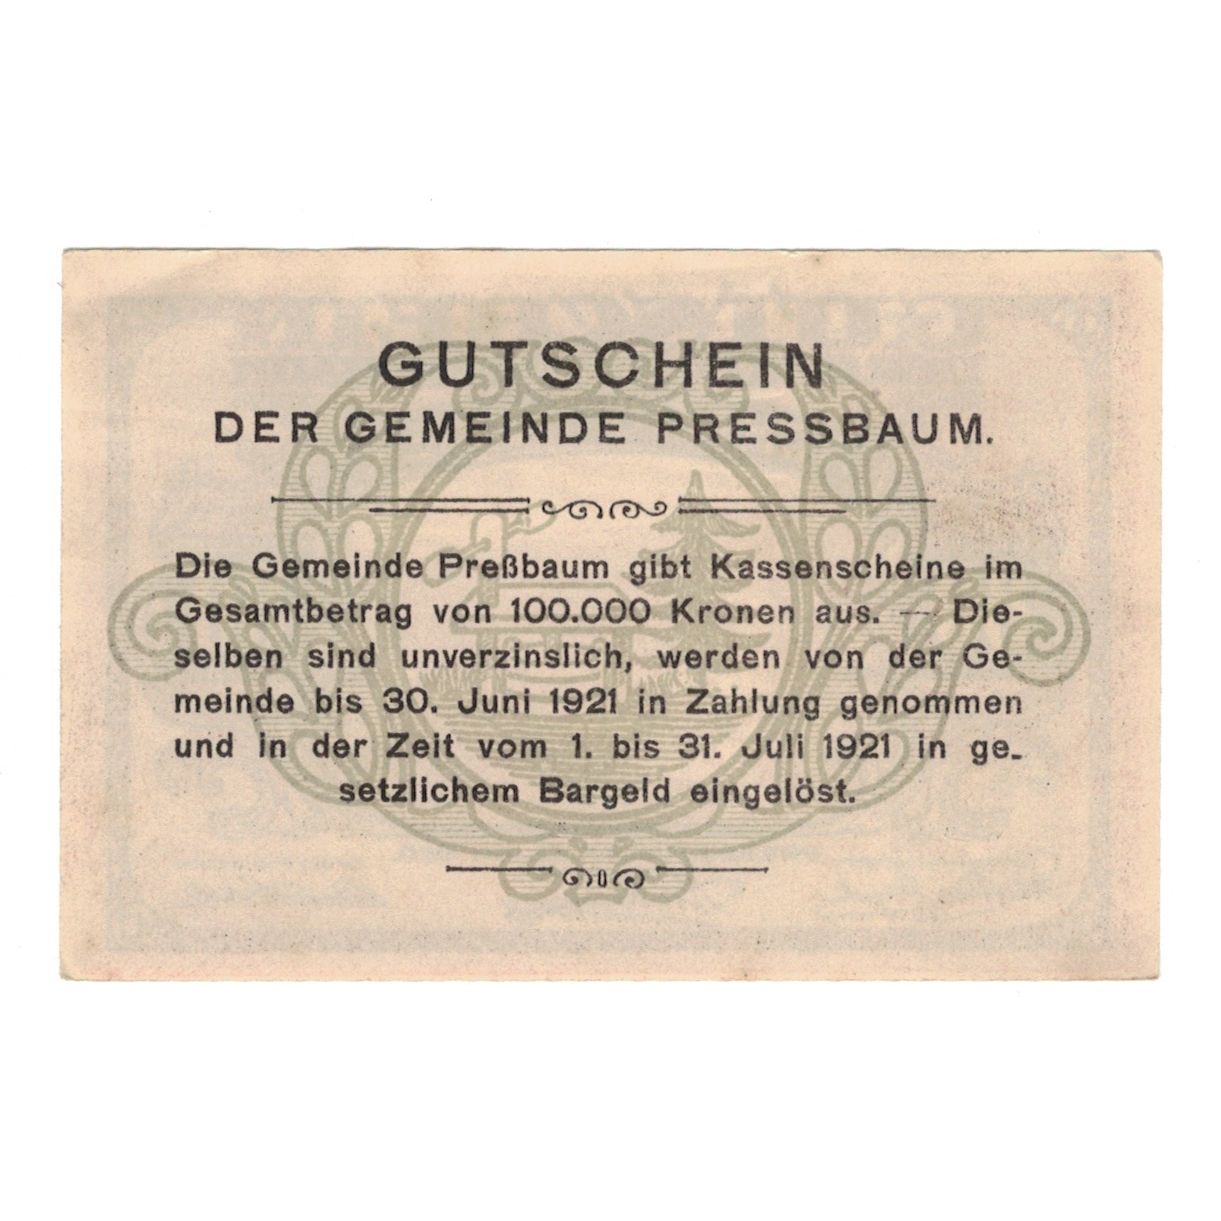 GUTSCHEIN
DER GEMEINDE PRESSBAUM.
Die Gemeinde Preßbaum gibt Kassenscheine im
Gesamtbetrag von 100.000 Kronen aus. — Die-
selben sind unverzinslich, werden von der Ge-
meinde bis 30. Juni 1921 in Zahlung genommen
und in der Zeit vom 1. bis 31. Juli 1921 in ge-
setzlichem Bargeld eingelöst.